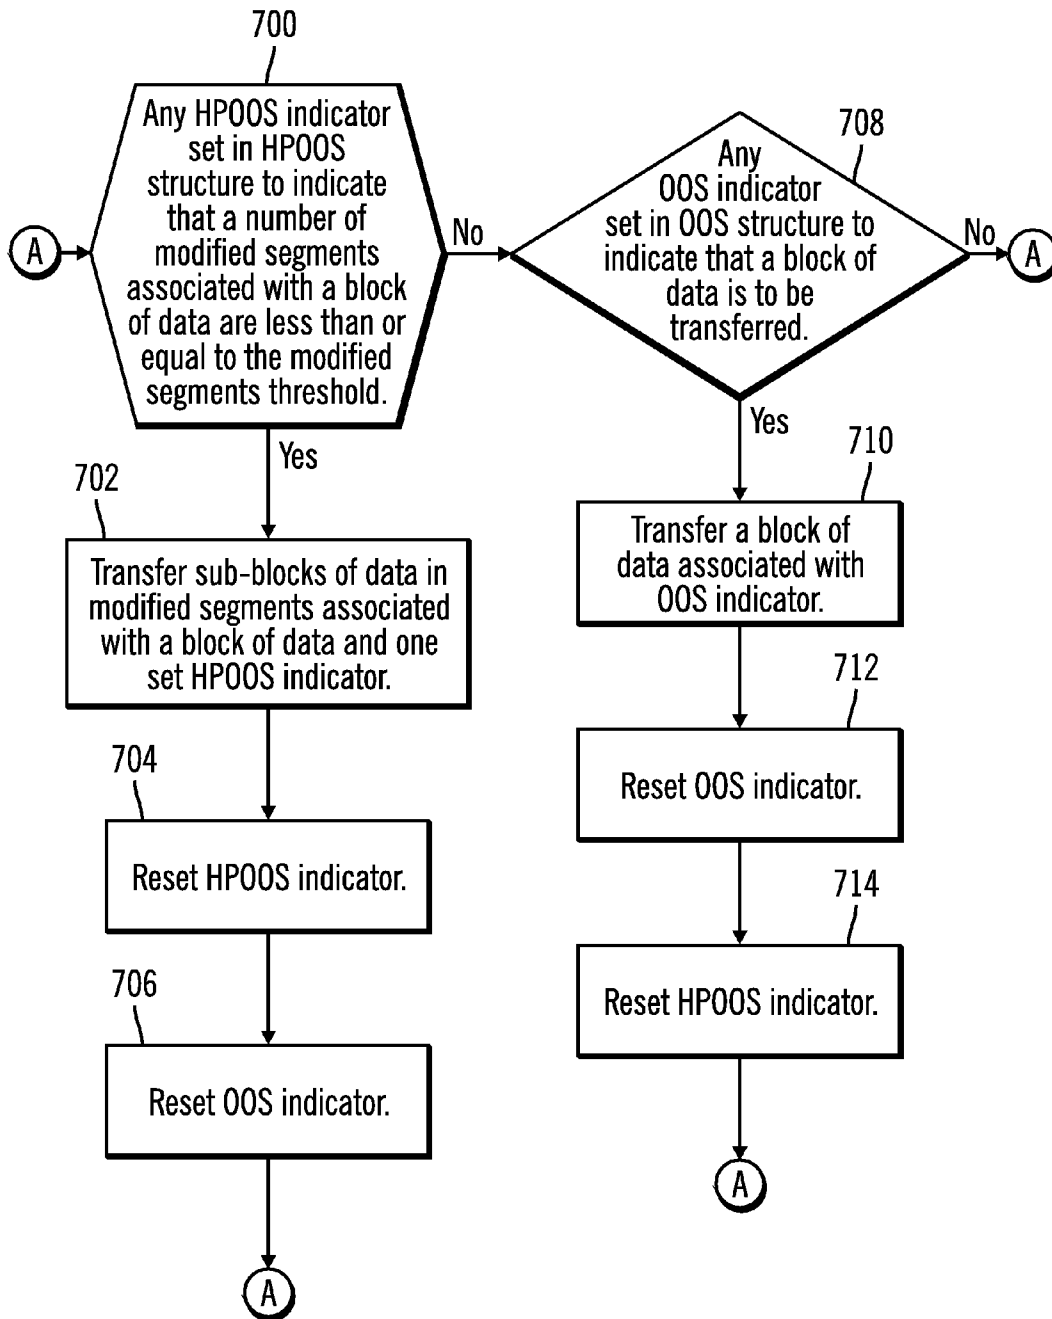 700
Any HPOOS indicator
set in HPOOS
structure to indicate
that a number of
modified segments
associated with a block
of data are less than or
equal to the modified
segments threshold.
A
No
Yes
708
Any
OOS indicator
set in OOS structure to
indicate that a block of
data is to be
transferred.
No
A
Yes
702
Transfer sub-blocks of data in
modified segments associated
with a block of data and one
set HPOOS indicator.
704
Reset HPOOS indicator.
706
Reset OOS indicator.
A
710
Transfer a block of
data associated with
OOS indicator.
712
Reset OOS indicator.
714
Reset HPOOS indicator.
A